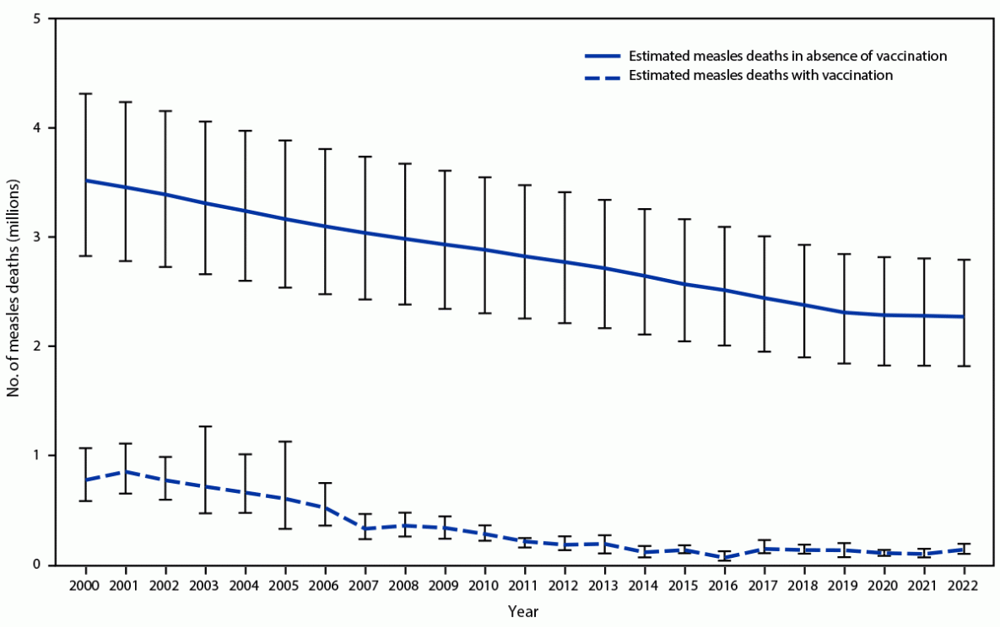 5
Estimated measles deaths in absence of vaccination
Estimated measles deaths with vaccination
4
3
2
1
0
No. of measles deaths (millions)
2000 2001 2002 2003 2004 2005 2006 2007 2008 2009 2010 2011 2012 2013 2014 2015 2016 2017 2018 2019 2020 2021 2022
Year